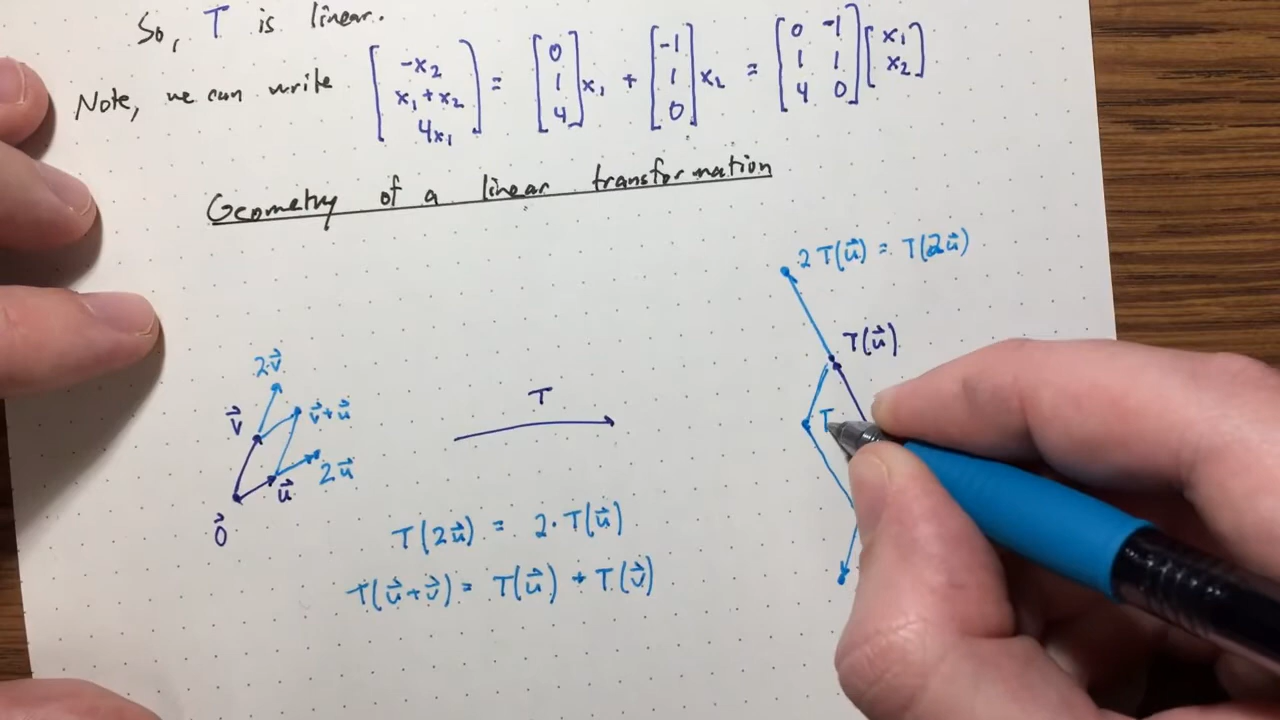 So, T is linear.
Note, we can write [-x₂ x₁+x₂ 4x₁] = [0 1 4] x₁ + [-1 1 0] x₂ = [0 -1 1 1 4 0] [x₁ x₂]
Geometry of a linear transformation
2T(u⃗) = T(2u⃗)
T(u⃗)
T
2v⃗
v⃗
v⃗+u⃗
2u⃗
u⃗
0⃗
T
T(2u⃗) = 2·T(u⃗)
T(u⃗+v⃗) = T(u⃗) + T(v⃗)